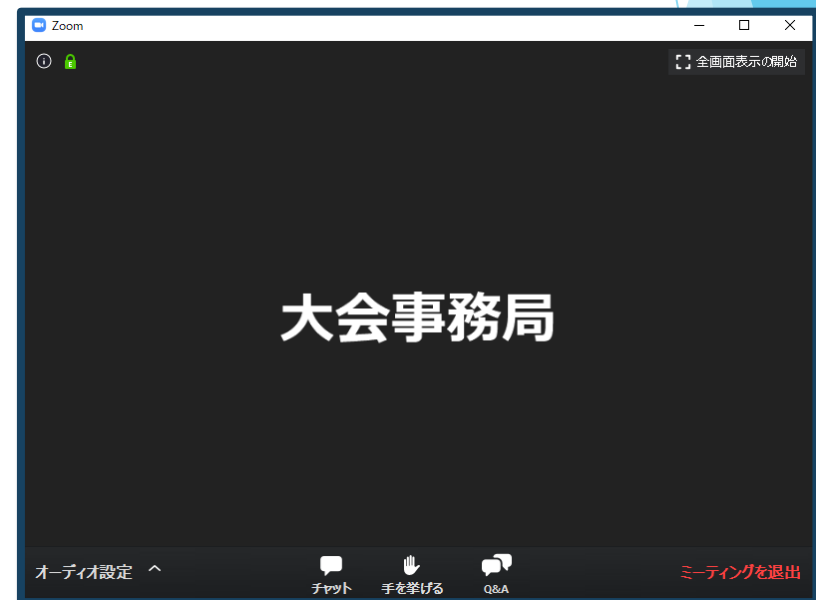 Zoom
全画面表示の開始
大会事務局
オーディオ設定
チャット
手を挙げる
Q&A
ミーティングを退出